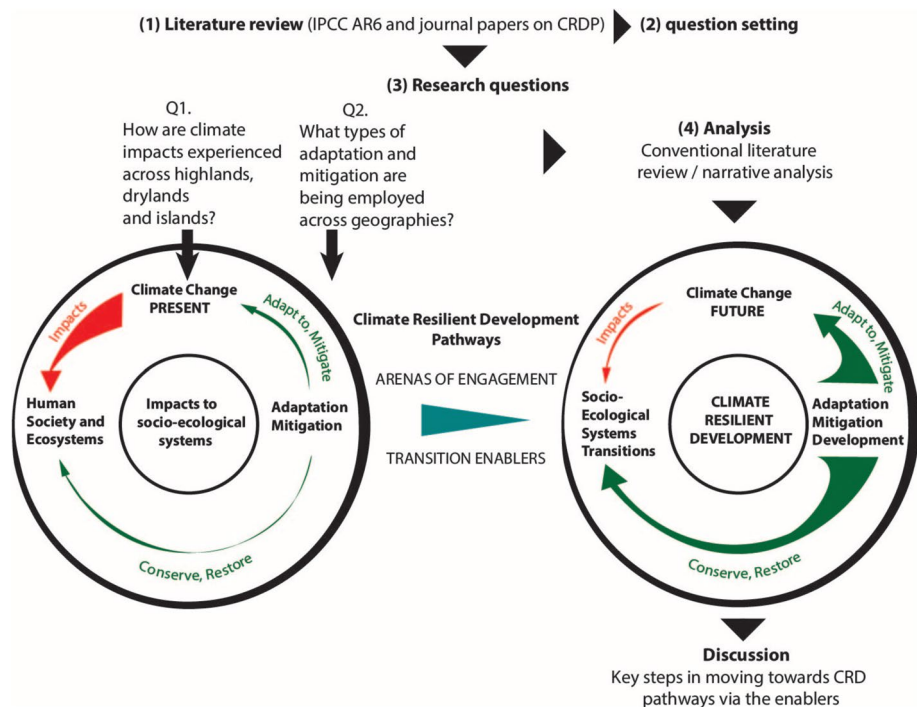 (1) Literature review (IPCC AR6 and journal papers on CRDP)
(2) question setting
(3) Research questions
Q1.
How are climate
impacts experienced
across highlands,
drylands
and islands?
Q2.
What types of
adaptation and
mitigation are
being employed
across geographies?
(4) Analysis
Conventional literature
review / narrative analysis
Climate Change
PRESENT
Impacts
Adapt to, Mitigate
Human
Society and
Ecosystems
Impacts to
socio-ecological
systems
Adaptation
Mitigation
Conserve, Restore
Climate Resilient Development
Pathways
ARENAS OF ENGAGEMENT
TRANSITION ENABLERS
Climate Change
FUTURE
Impacts
Adapt to, Mitigate
Socio-
Ecological
Systems
Transitions
CLIMATE
RESILIENT
DEVELOPMENT
Adaptation
Mitigation
Development
Conserve, Restore
Discussion
Key steps in moving towards CRD
pathways via the enablers